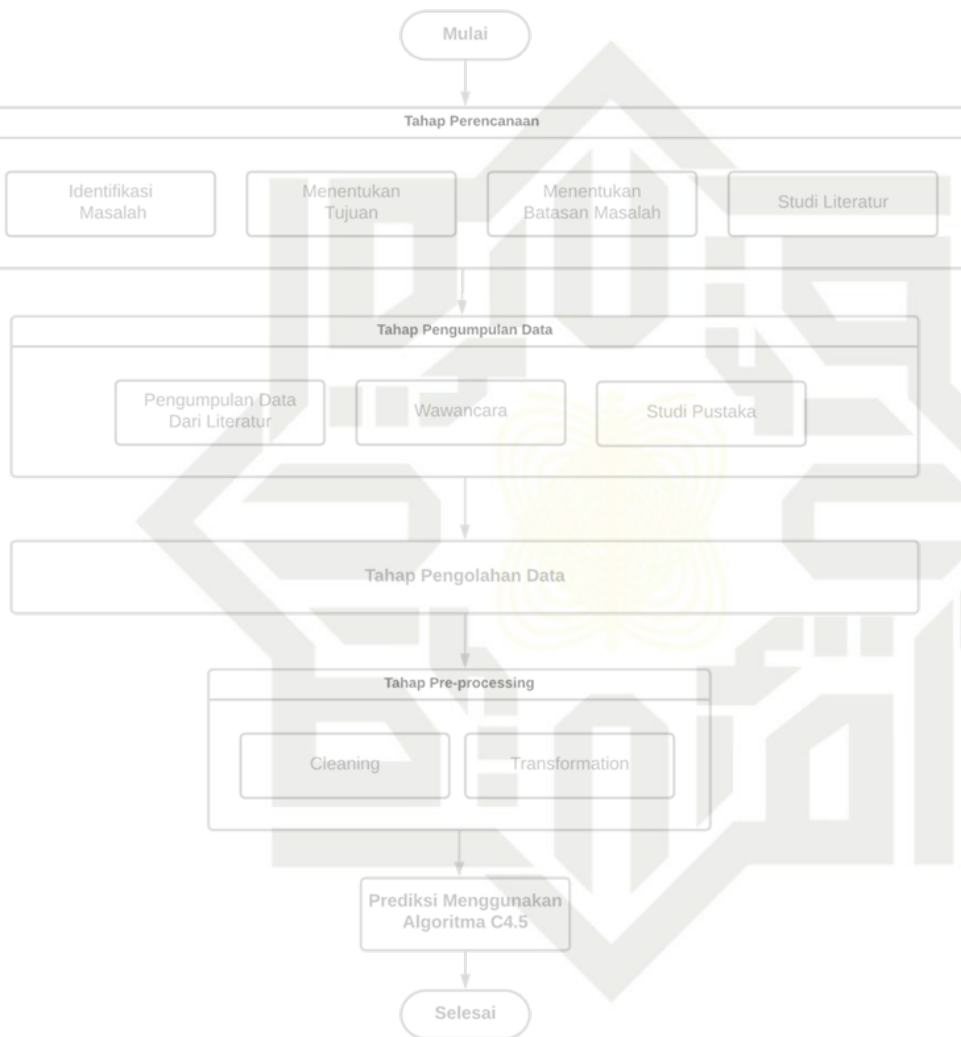 Mulai
Tahap Perencanaan
Identifikasi
Masalah
Menentukan
Tujuan
Menentukan
Batasan Masalah
Studi Literatur
Tahap Pengumpulan Data
Pengumpulan Data
Dari Literatur
Wawancara
Studi Pustaka
Tahap Pengolahan Data
Tahap Pre-processing
Cleaning
Transformation
Prediksi Menggunakan
Algoritma C4.5
Selesai